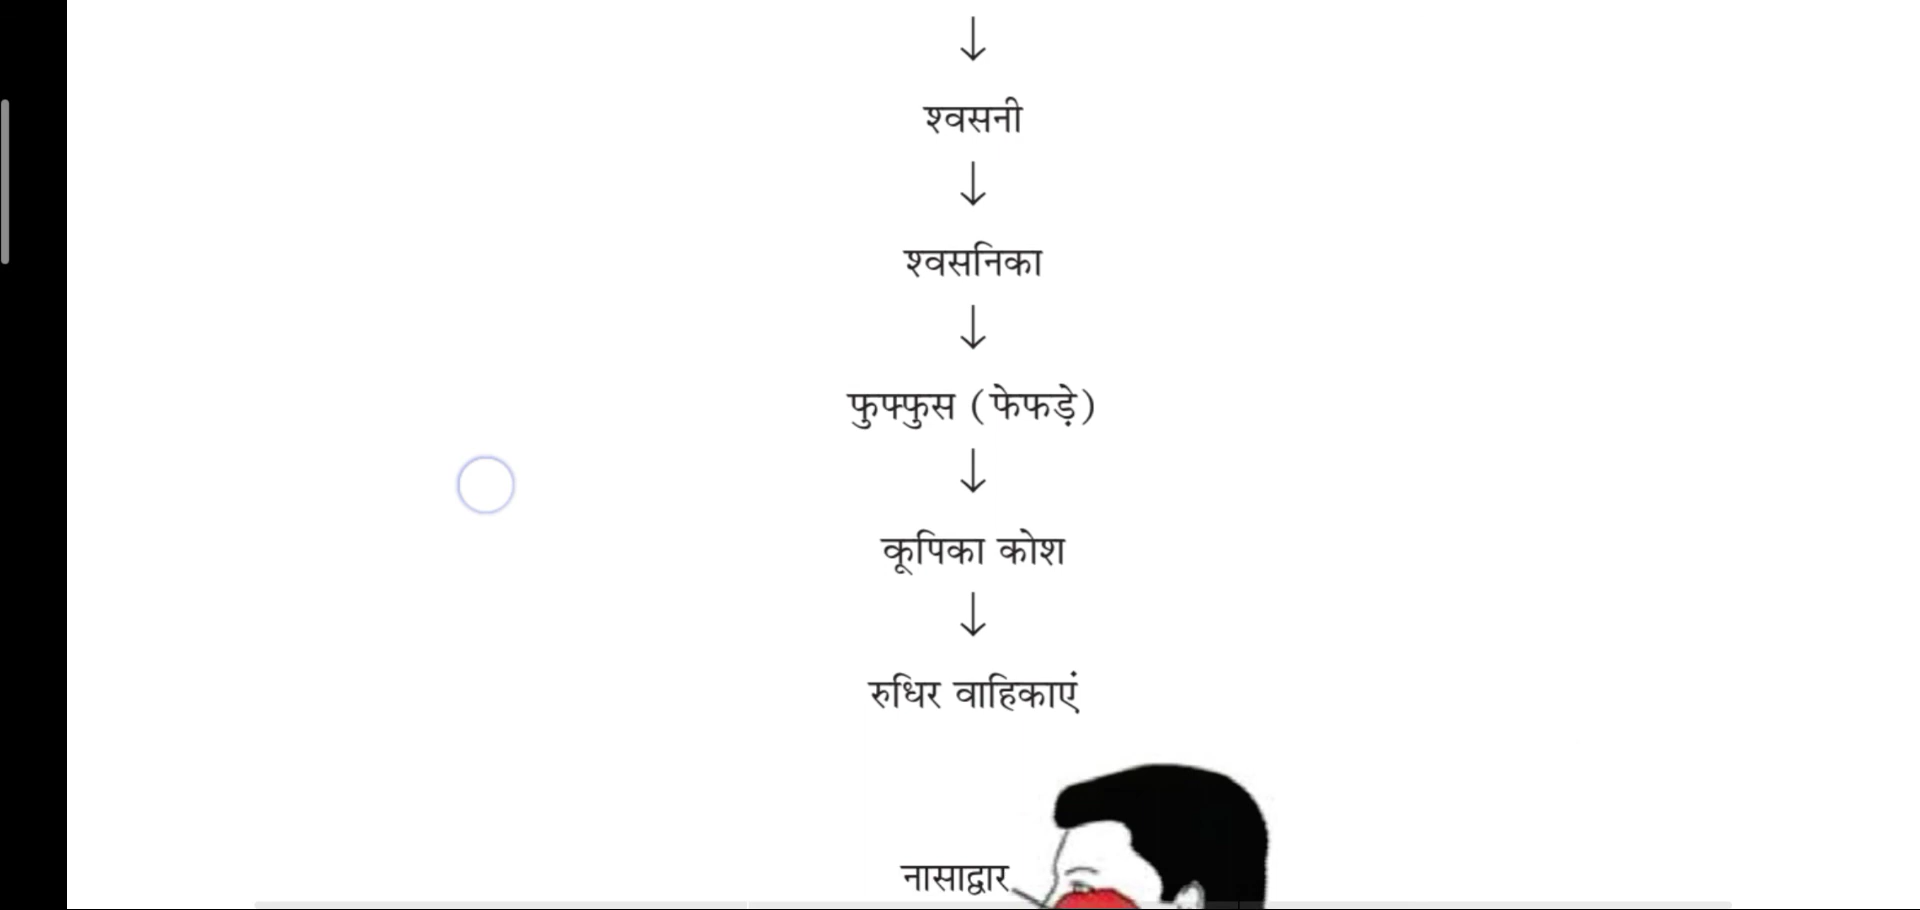 ↓
श्वसनी
↓
श्वसनिका
↓
फुफ्फुस (फेफड़े)
↓
कूपिका कोश
↓
रुधिर वाहिकाएं
नासाद्वार